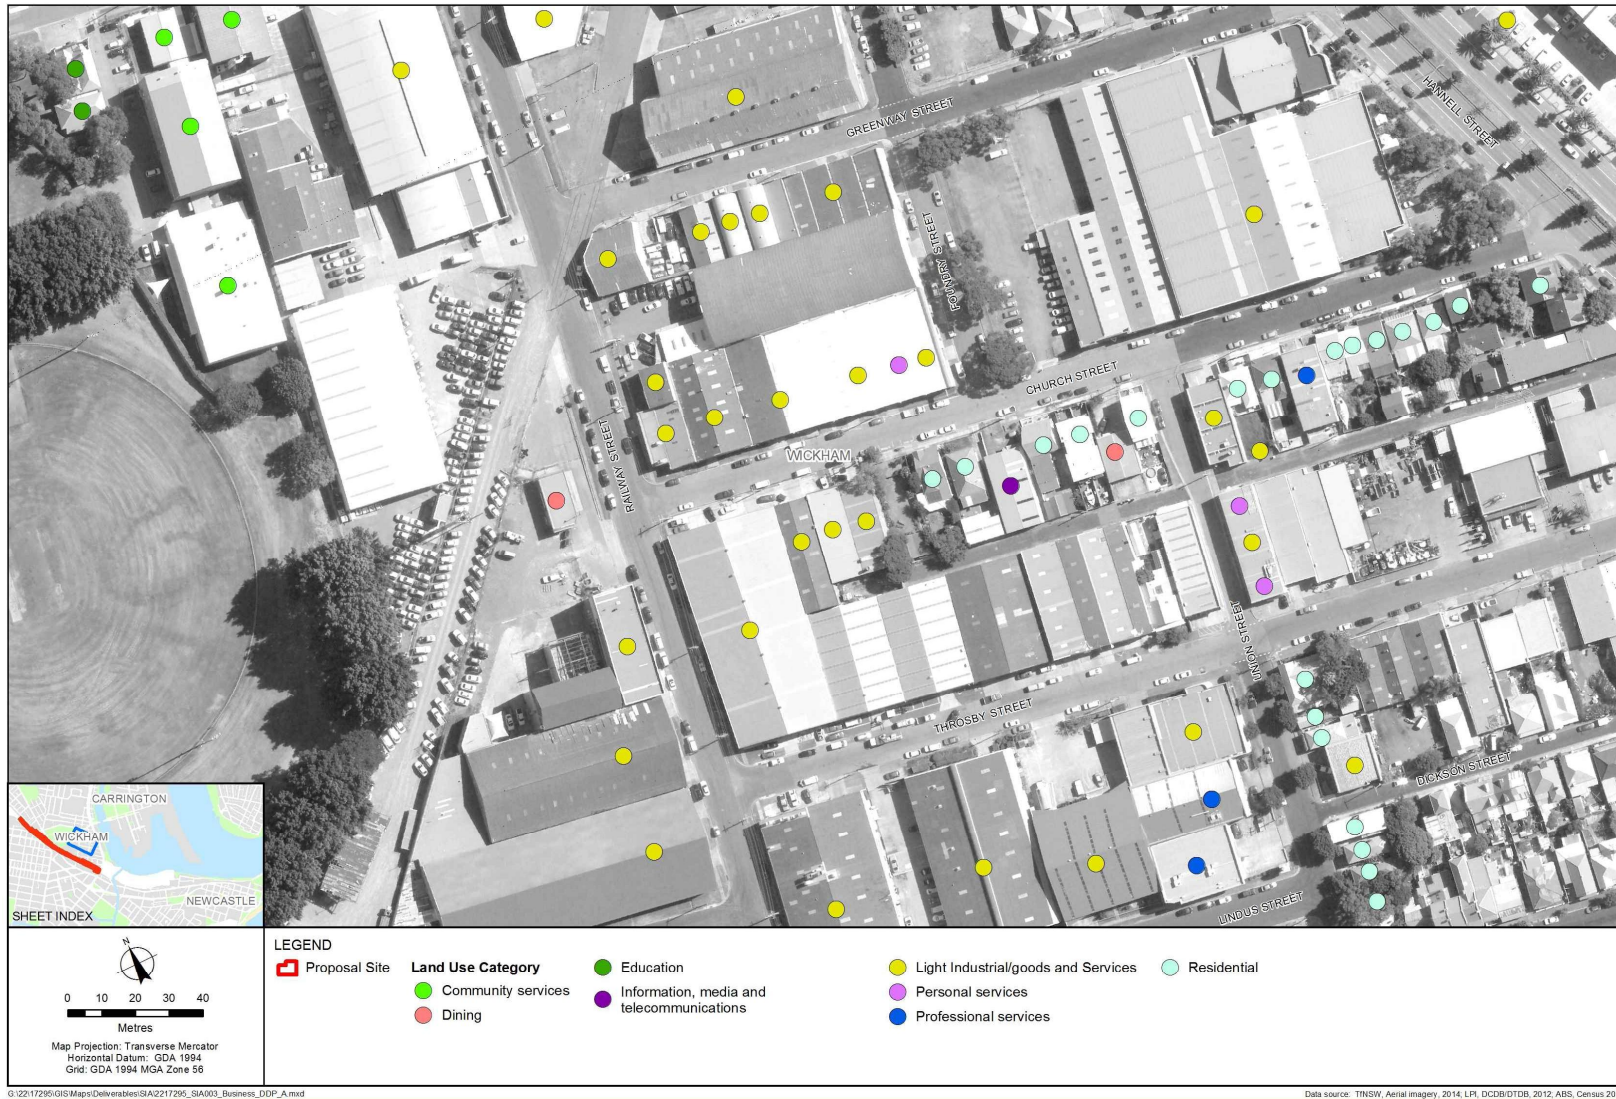 HANNELL STREET
GREENWAY STREET
FOUNDRY STREET
CHURCH STREET
RAILWAY STREET
WICKHAM
UNION STREET
THROSBY STREET
DICKSON STREET
LINDUS STREET
CARRINGTON
WICKHAM
NEWCASTLE
SHEET INDEX
N
0 10 20 30 40
Metres
Map Projection: Transverse Mercator
Horizontal Datum: GDA 1994
Grid: GDA 1994 MGA Zone 56
LEGEND
Proposal Site
Land Use Category
Community services
Dining
Education
Information, media and
telecommunications
Light Industrial/goods and Services
Personal services
Professional services
Residential
G:\22\17295\GIS\Maps\Deliverables\SIA\2217295_SIA003_Business_DDP_A.mxd
Data source: TfNSW, Aerial imagery, 2014; LPI, DCDB/DTDB, 2012; ABS, Census 20